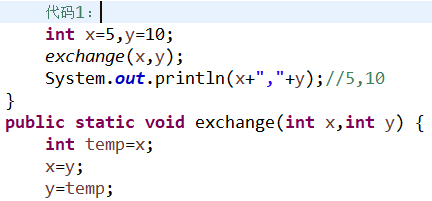 代码1：
int x=5,y=10;
exchange(x,y);
System.out.println(x+","+y);//5,10
}
public static void exchange(int x,int y) {
int temp=x;
x=y;
y=temp;